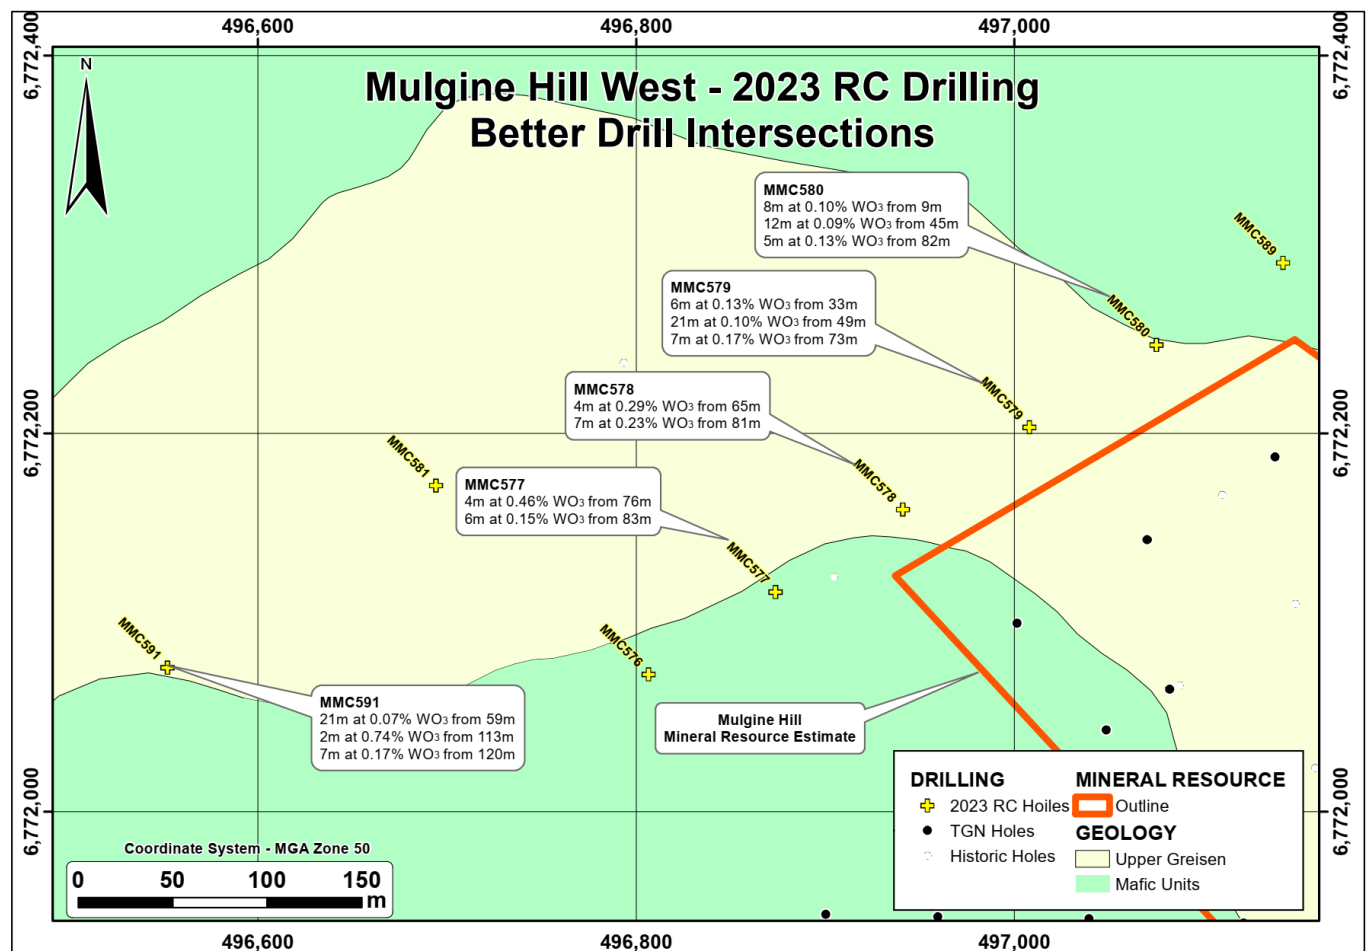 496,600
496,800
497,000
6,772,400
6,772,400
N
Mulgine Hill West - 2023 RC Drilling
Better Drill Intersections
MMC580
8m at 0.10% WO3 from 9m
12m at 0.09% WO3 from 45m
5m at 0.13% WO3 from 82m
MMC589
MMC579
6m at 0.13% WO3 from 33m
21m at 0.10% WO3 from 49m
7m at 0.17% WO3 from 73m
MMC580
MMC578
4m at 0.29% WO3 from 65m
7m at 0.23% WO3 from 81m
MMC579
6,772,200
6,772,200
MMC581
MMC577
4m at 0.46% WO3 from 76m
6m at 0.15% WO3 from 83m
MMC578
MMC577
MMC591
MMC576
MMC591
21m at 0.07% WO3 from 59m
2m at 0.74% WO3 from 113m
7m at 0.17% WO3 from 120m
Mulgine Hill
Mineral Resource Estimate
6,772,000
6,772,000
DRILLING
2023 RC Hoiles
TGN Holes
Historic Holes
MINERAL RESOURCE
Outline
GEOLOGY
Upper Greisen
Mafic Units
Coordinate System - MGA Zone 50
0 50 100 150
m
496,600
496,800
497,000